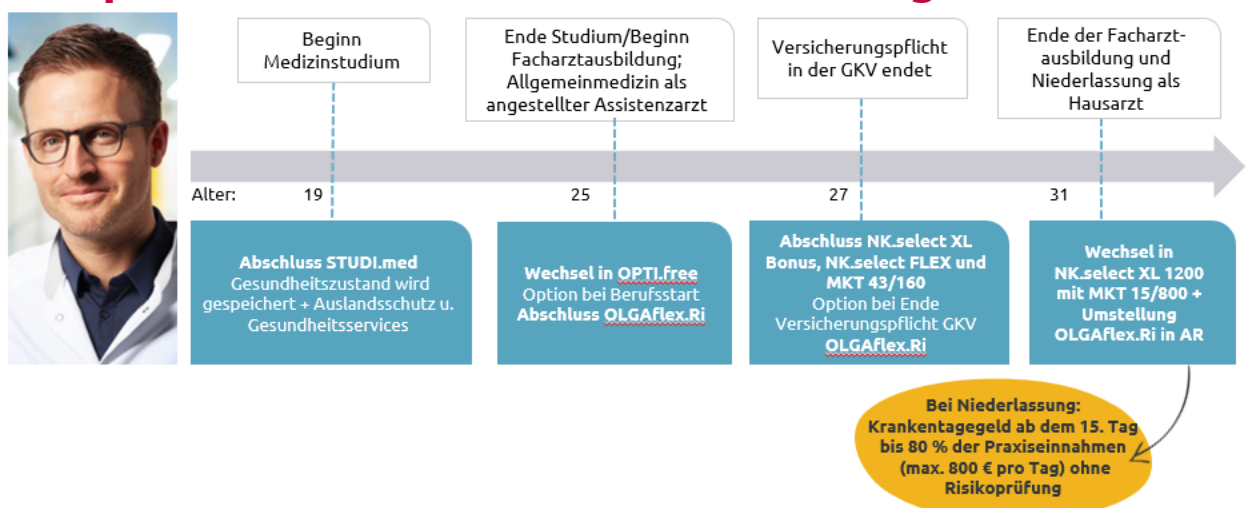 Beginn
Medizinstudium
Ende Studium/Beginn
Facharztausbildung;
Allgemeinmedizin als
angestellter Assistenzarzt
Versicherungspflicht
in der GKV endet
Ende der Facharzt-
ausbildung und
Niederlassung als
Hausarzt
Alter:
19
25
27
31
Abschluss STUDI.med
Gesundheitszustand wird
gespeichert + Auslandsschutz u.
Gesundheitsservices
Wechsel in OPTI.free
Option bei Berufsstart
Abschluss OLGAflex.Ri
Abschluss NK.select XL
Bonus, NK.select FLEX und
MKT 43/160
Option bei Ende
Versicherungspflicht GKV
OLGAflex.Ri
Wechsel in
NK.select XL 1200
mit MKT 15/800 +
Umstellung
OLGAflex.Ri in AR
Bei Niederlassung:
Krankentagegeld ab dem 15. Tag
bis 80 % der Praxiseinnahmen
(max. 800 € pro Tag) ohne
Risikoprüfung